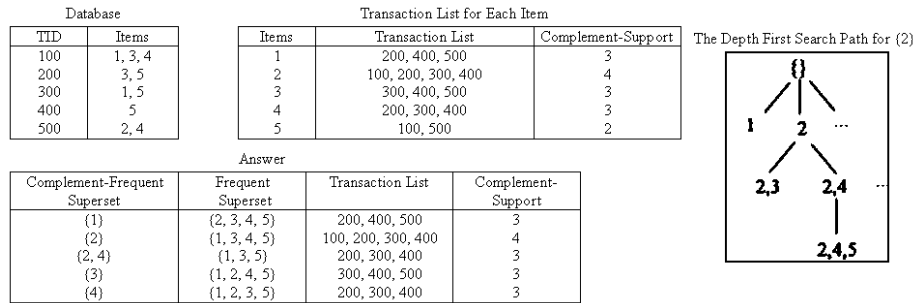 Database
TID Items
100 1, 3, 4
200 3, 5
300 1, 5
400 5
500 2, 4
Transaction List for Each Item
Items Transaction List Complement-Support
1 200, 400, 500 3
2 100, 200, 300, 400 4
3 300, 400, 500 3
4 200, 300, 400 3
5 100, 500 2
The Depth First Search Path for {2}
{}
1 2 ...
2,3 2,4 ...
2,4,5
Answer
Complement-Frequent Superset Frequent Superset Transaction List Complement-Support
{1} {2, 3, 4, 5} 200, 400, 500 3
{2} {1, 3, 4, 5} 100, 200, 300, 400 4
{2, 4} {1, 3, 5} 200, 300, 400 3
{3} {1, 2, 4, 5} 300, 400, 500 3
{4} {1, 2, 3, 5} 200, 300, 400 3